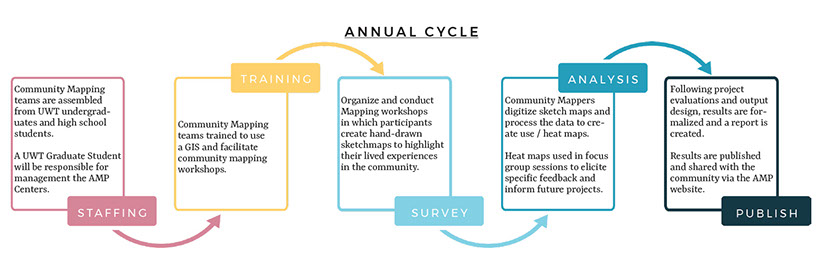 ANNUAL CYCLE
Community Mapping
teams are assembled
from UWT undergrad-
uates and high school
students.
A UWT Graduate Student
will be responsible for
management the AMP
Centers.
STAFFING
TRAINING
Community Mapping
teams trained to use
a GIS and facilitate
community mapping
workshops.
Organize and conduct
Mapping workshops
in which participants
create hand-drawn
sketchmaps to highlight
their lived experiences
in the community.
SURVEY
ANALYSIS
Community Mappers
digitize sketch maps and
process the data to cre-
ate use / heat maps.
Heat maps used in focus
group sessions to elicite
specific feedback and
inform future projects.
Following project
evaluations and output
design, results are for-
malized and a report is
created.
Results are published
and shared with the
community via the AMP
website.
PUBLISH